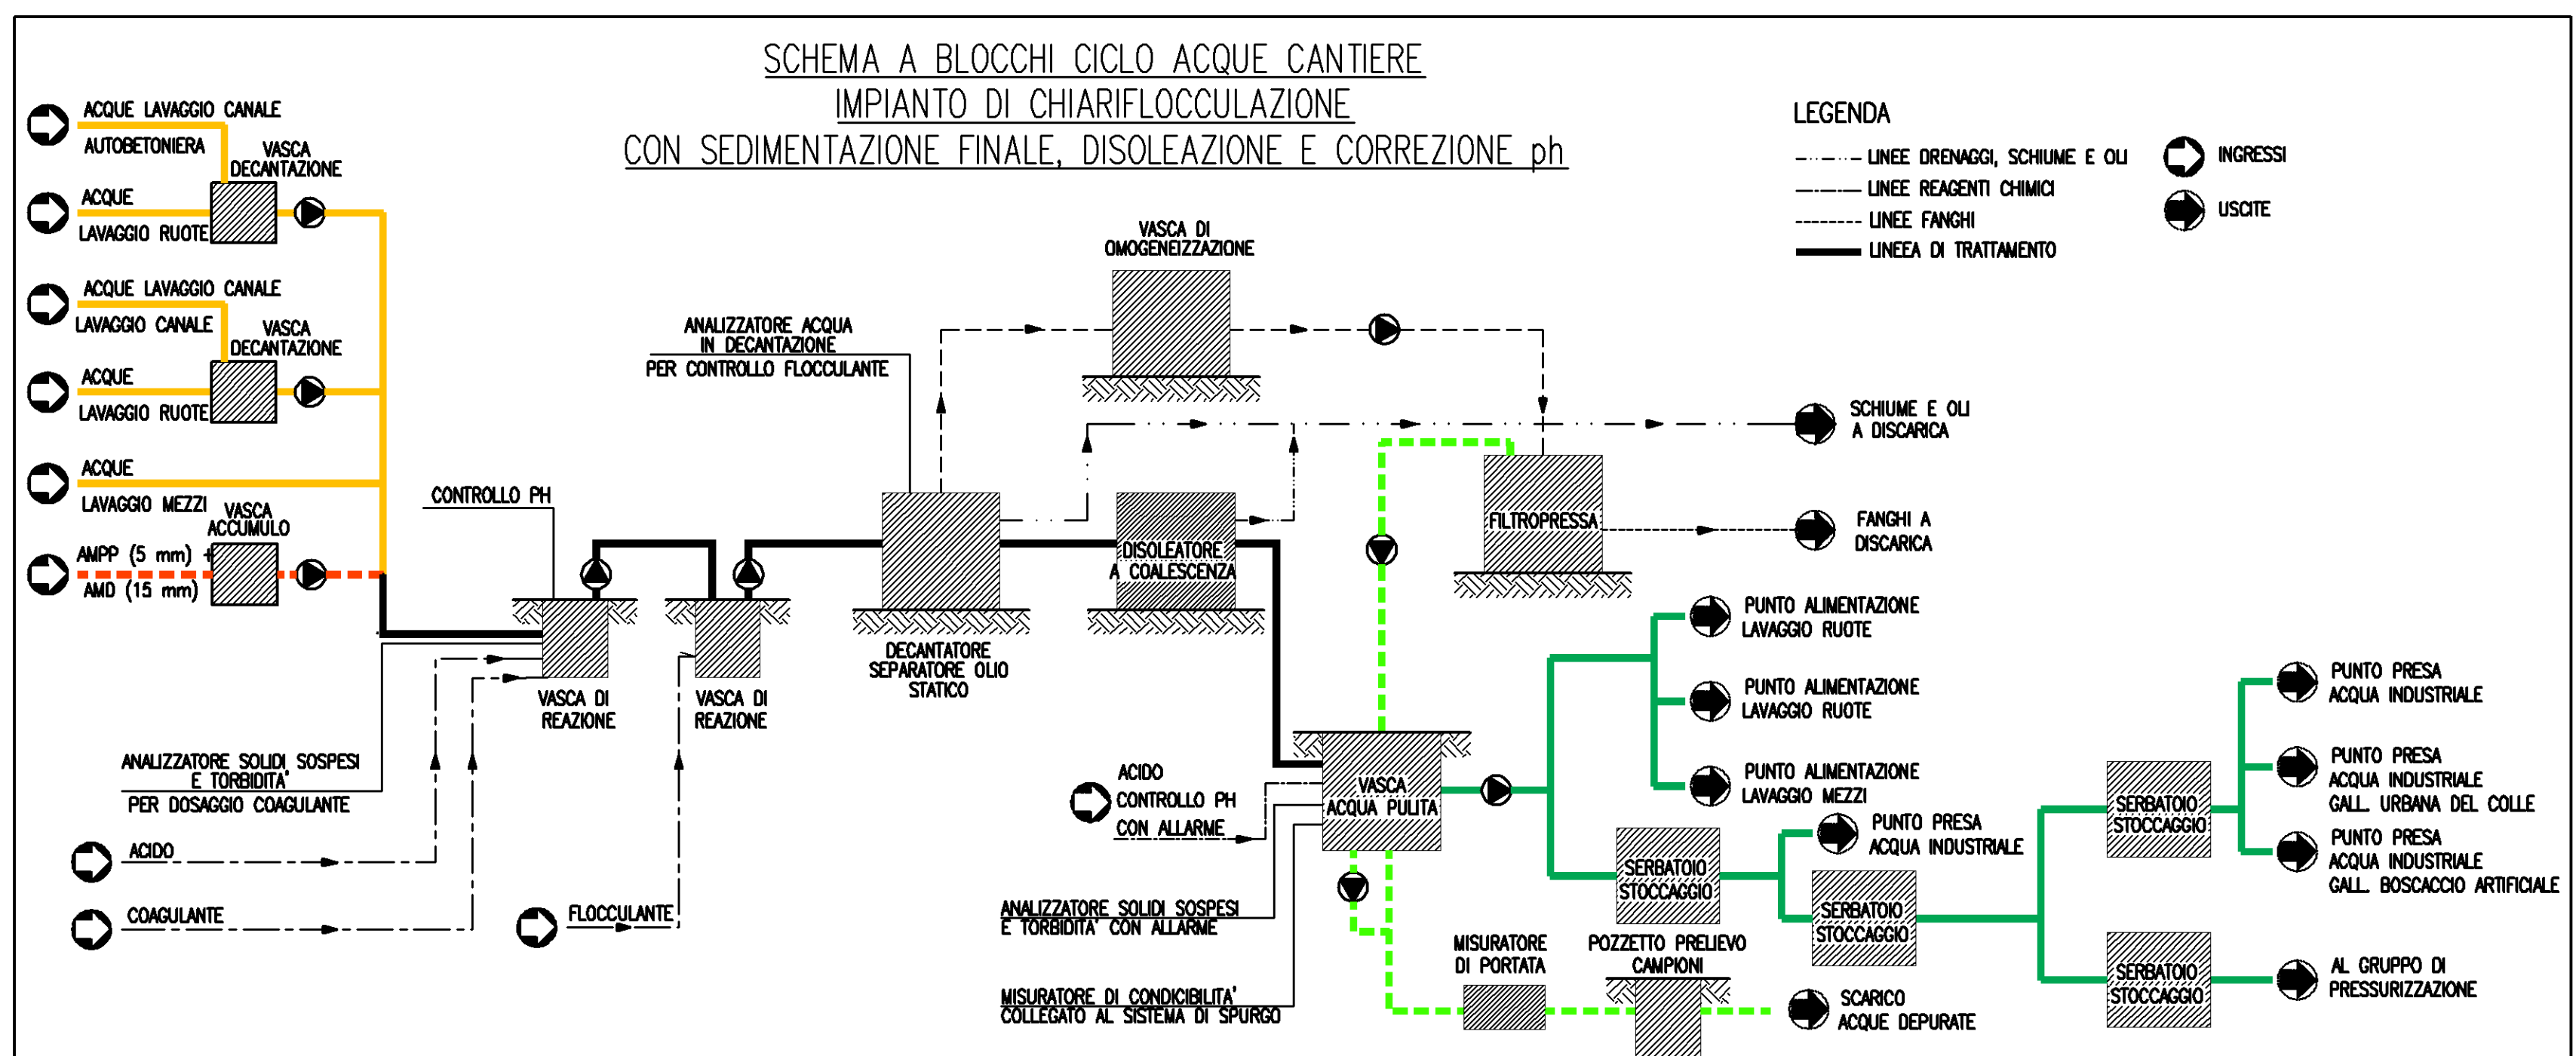 SCHEMA A BLOCCHI CICLO ACQUE CANTIERE
IMPIANTO DI CHIARIFLOCCULAZIONE
CON SEDIMENTAZIONE FINALE, DISOLEAZIONE E CORREZIONE ph
LEGENDA
LINEE DRENAGGI, SCHIUME E OLI
LINEE REAGENTI CHIMICI
LINEE FANGHI
LINEEA DI TRATTAMENTO
INGRESSI
USCITE
ACQUE LAVAGGIO CANALE
AUTOBETONIERA
VASCA
DECANTAZIONE
ACQUE
LAVAGGIO RUOTE
ACQUE LAVAGGIO CANALE
LAVAGGIO CANALE
VASCA
DECANTAZIONE
ACQUE
LAVAGGIO RUOTE
ACQUE
LAVAGGIO MEZZI
VASCA
ACCUMULO
AMPP (5 mm) +
AMD (15 mm)
CONTROLLO PH
VASCA DI
REAZIONE
VASCA DI
REAZIONE
ANALIZZATORE SOLIDI SOSPESI
E TORBIDITA'
PER DOSAGGIO COAGULANTE
ACIDO
COAGULANTE
FLOCCULANTE
ANALIZZATORE ACQUA
IN DECANTAZIONE
PER CONTROLLO FLOCCULANTE
DECANTATORE
SEPARATORE OLIO
STATICO
VASCA DI
OMOGENEIZZAZIONE
DISOLEATORE
A COALESCENZA
FILTROPRESSA
SCHIUME E OLI
A DISCARICA
FANGHI A
DISCARICA
ACIDO
CONTROLLO PH
CON ALLARME
VASCA
ACQUA PULITA
ANALIZZATORE SOLIDI SOSPESI
E TORBIDITA' CON ALLARME
MISURATORE DI CONDICIBILITA'
COLLEGATO AL SISTEMA DI SPURGO
PUNTO ALIMENTAZIONE
LAVAGGIO RUOTE
PUNTO ALIMENTAZIONE
LAVAGGIO RUOTE
PUNTO ALIMENTAZIONE
LAVAGGIO MEZZI
SERBATOIO
STOCCAGGIO
PUNTO PRESA
ACQUA INDUSTRIALE
SERBATOIO
STOCCAGGIO
MISURATORE
DI PORTATA
POZZETTO PRELIEVO
CAMPIONI
SCARICO
ACQUE DEPURATE
SERBATOIO
STOCCAGGIO
PUNTO PRESA
ACQUA INDUSTRIALE
PUNTO PRESA
ACQUA INDUSTRIALE
GALL. URBANA DEL COLLE
PUNTO PRESA
ACQUA INDUSTRIALE
GALL. BOSCACCIO ARTIFICIALE
SERBATOIO
STOCCAGGIO
AL GRUPPO DI
PRESSURIZZAZIONE